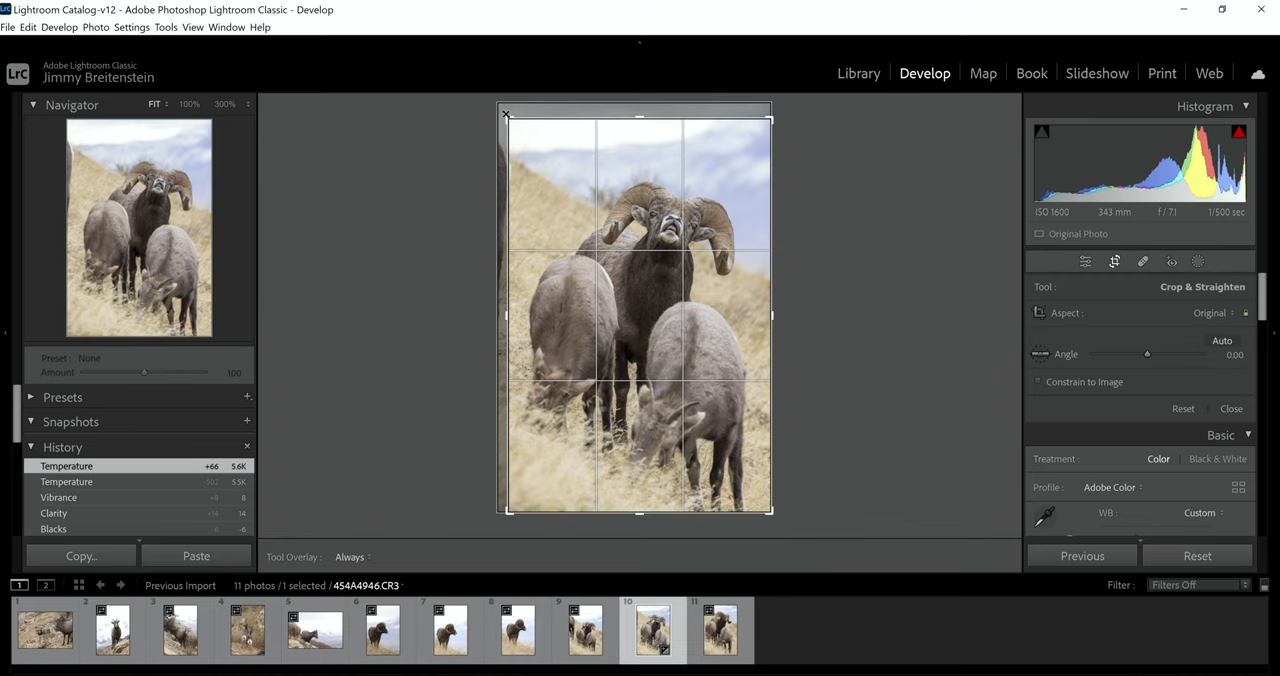 Lightroom Catalog-v12 - Adobe Photoshop Lightroom Classic - Develop
File Edit Develop Photo Settings Tools View Window Help
LrC
Adobe Lightroom Classic
Jimmy Breitenstein
Library Develop Map Book Slideshow Print Web
Navigator FIT 100% 300%
Preset : None
Amount 100
Presets
Snapshots
History
Temperature +66 5.6K
Temperature -502 5.5K
Vibrance +8 8
Clarity +14 14
Blacks -6 -6
Copy... Paste
Tool Overlay : Always
Histogram
ISO 1600 343 mm f / 7.1 1/500 sec
Original Photo
Tool : Crop & Straighten
Aspect : Original
Auto
Angle 0.00
Constrain to Image
Reset Close
Basic
Treatment : Color Black & White
Profile : Adobe Color
WB : Custom
Previous Reset
1 2 Previous Import 11 photos / 1 selected / 454A4946.CR3
Filter : Filters Off
1 2 3 4 5 6 7 8 9 10 11